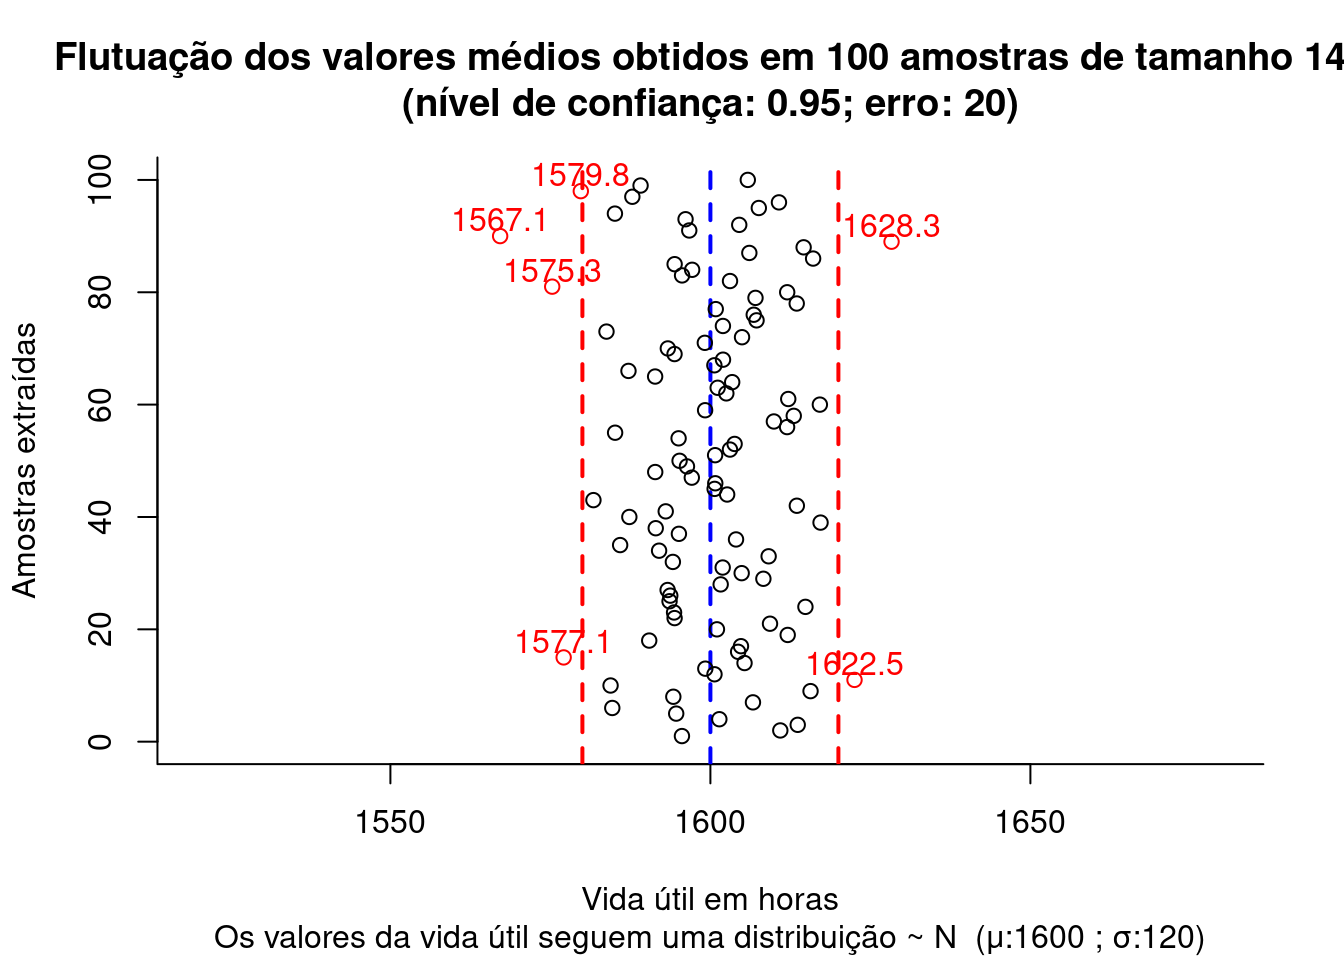 Flutuação dos valores médios obtidos em 100 amostras de tamanho 14
(nível de confiança: 0.95; erro: 20)
1579.8
1567.1
1628.3
1575.3
1577.1
1622.5
Amostras extraídas
100
80
60
40
20
0
1550 1600 1650
Vida útil em horas
Os valores da vida útil seguem uma distribuição ~ N (μ:1600 ; σ:120)